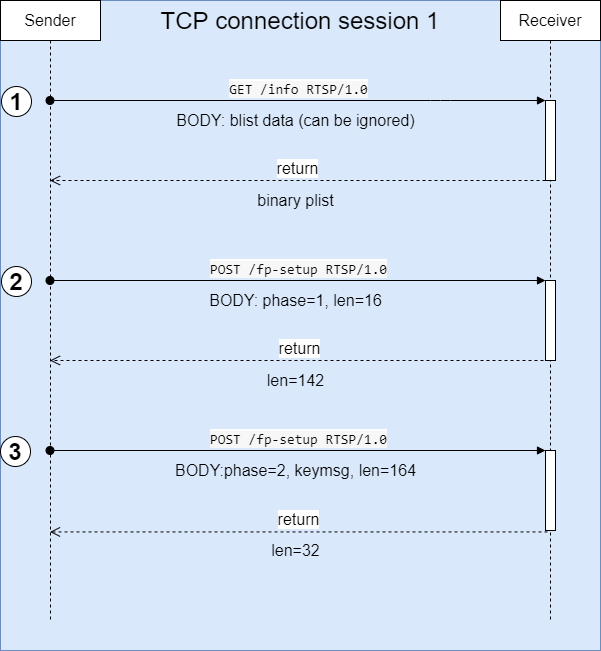 Sender
TCP connection session 1
Receiver
GET /info RTSP/1.0
1
BODY: blist data (can be ignored)
return
binary plist
POST /fp-setup RTSP/1.0
2
BODY: phase=1, len=16
return
len=142
POST /fp-setup RTSP/1.0
3
BODY:phase=2, keymsg, len=164
return
len=32